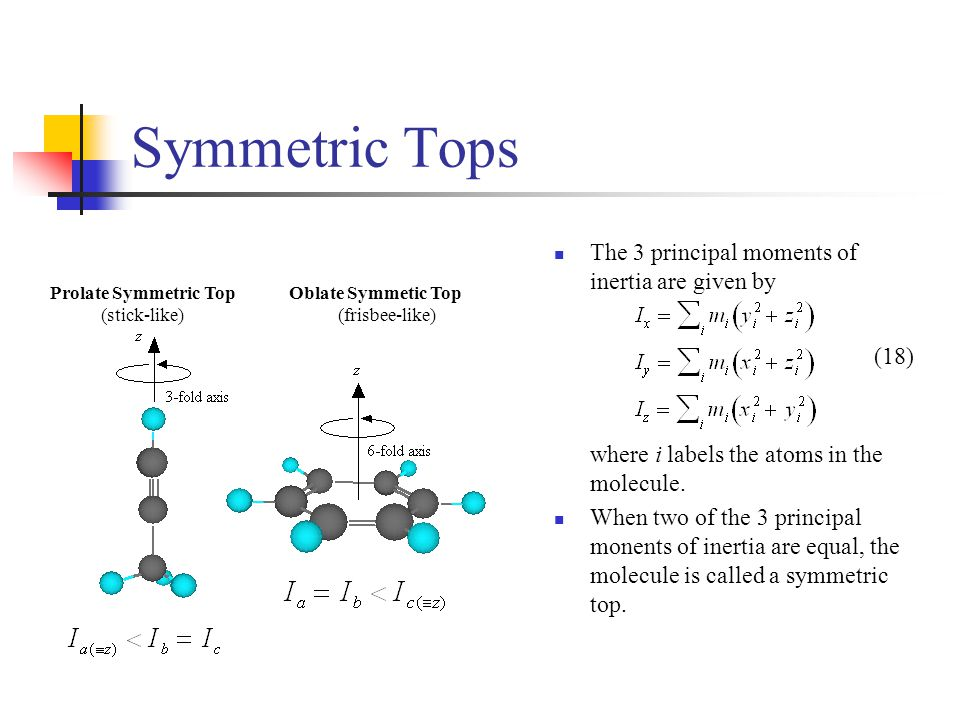 Symmetric Tops
Prolate Symmetric Top
(stick-like)
z
3-fold axis
I_{a(≡z)} < I_b = I_c
Oblate Symmetic Top
(frisbee-like)
z
6-fold axis
I_a = I_b < I_{c(≡z)}
The 3 principal moments of
inertia are given by
I_x = ∑_i m_i(y_i^2 + z_i^2)
I_y = ∑_i m_i(x_i^2 + z_i^2)
(18)
I_z = ∑_i m_i(x_i^2 + y_i^2)
where i labels the atoms in the
molecule.
When two of the 3 principal
monents of inertia are equal, the
molecule is called a symmetric
top.